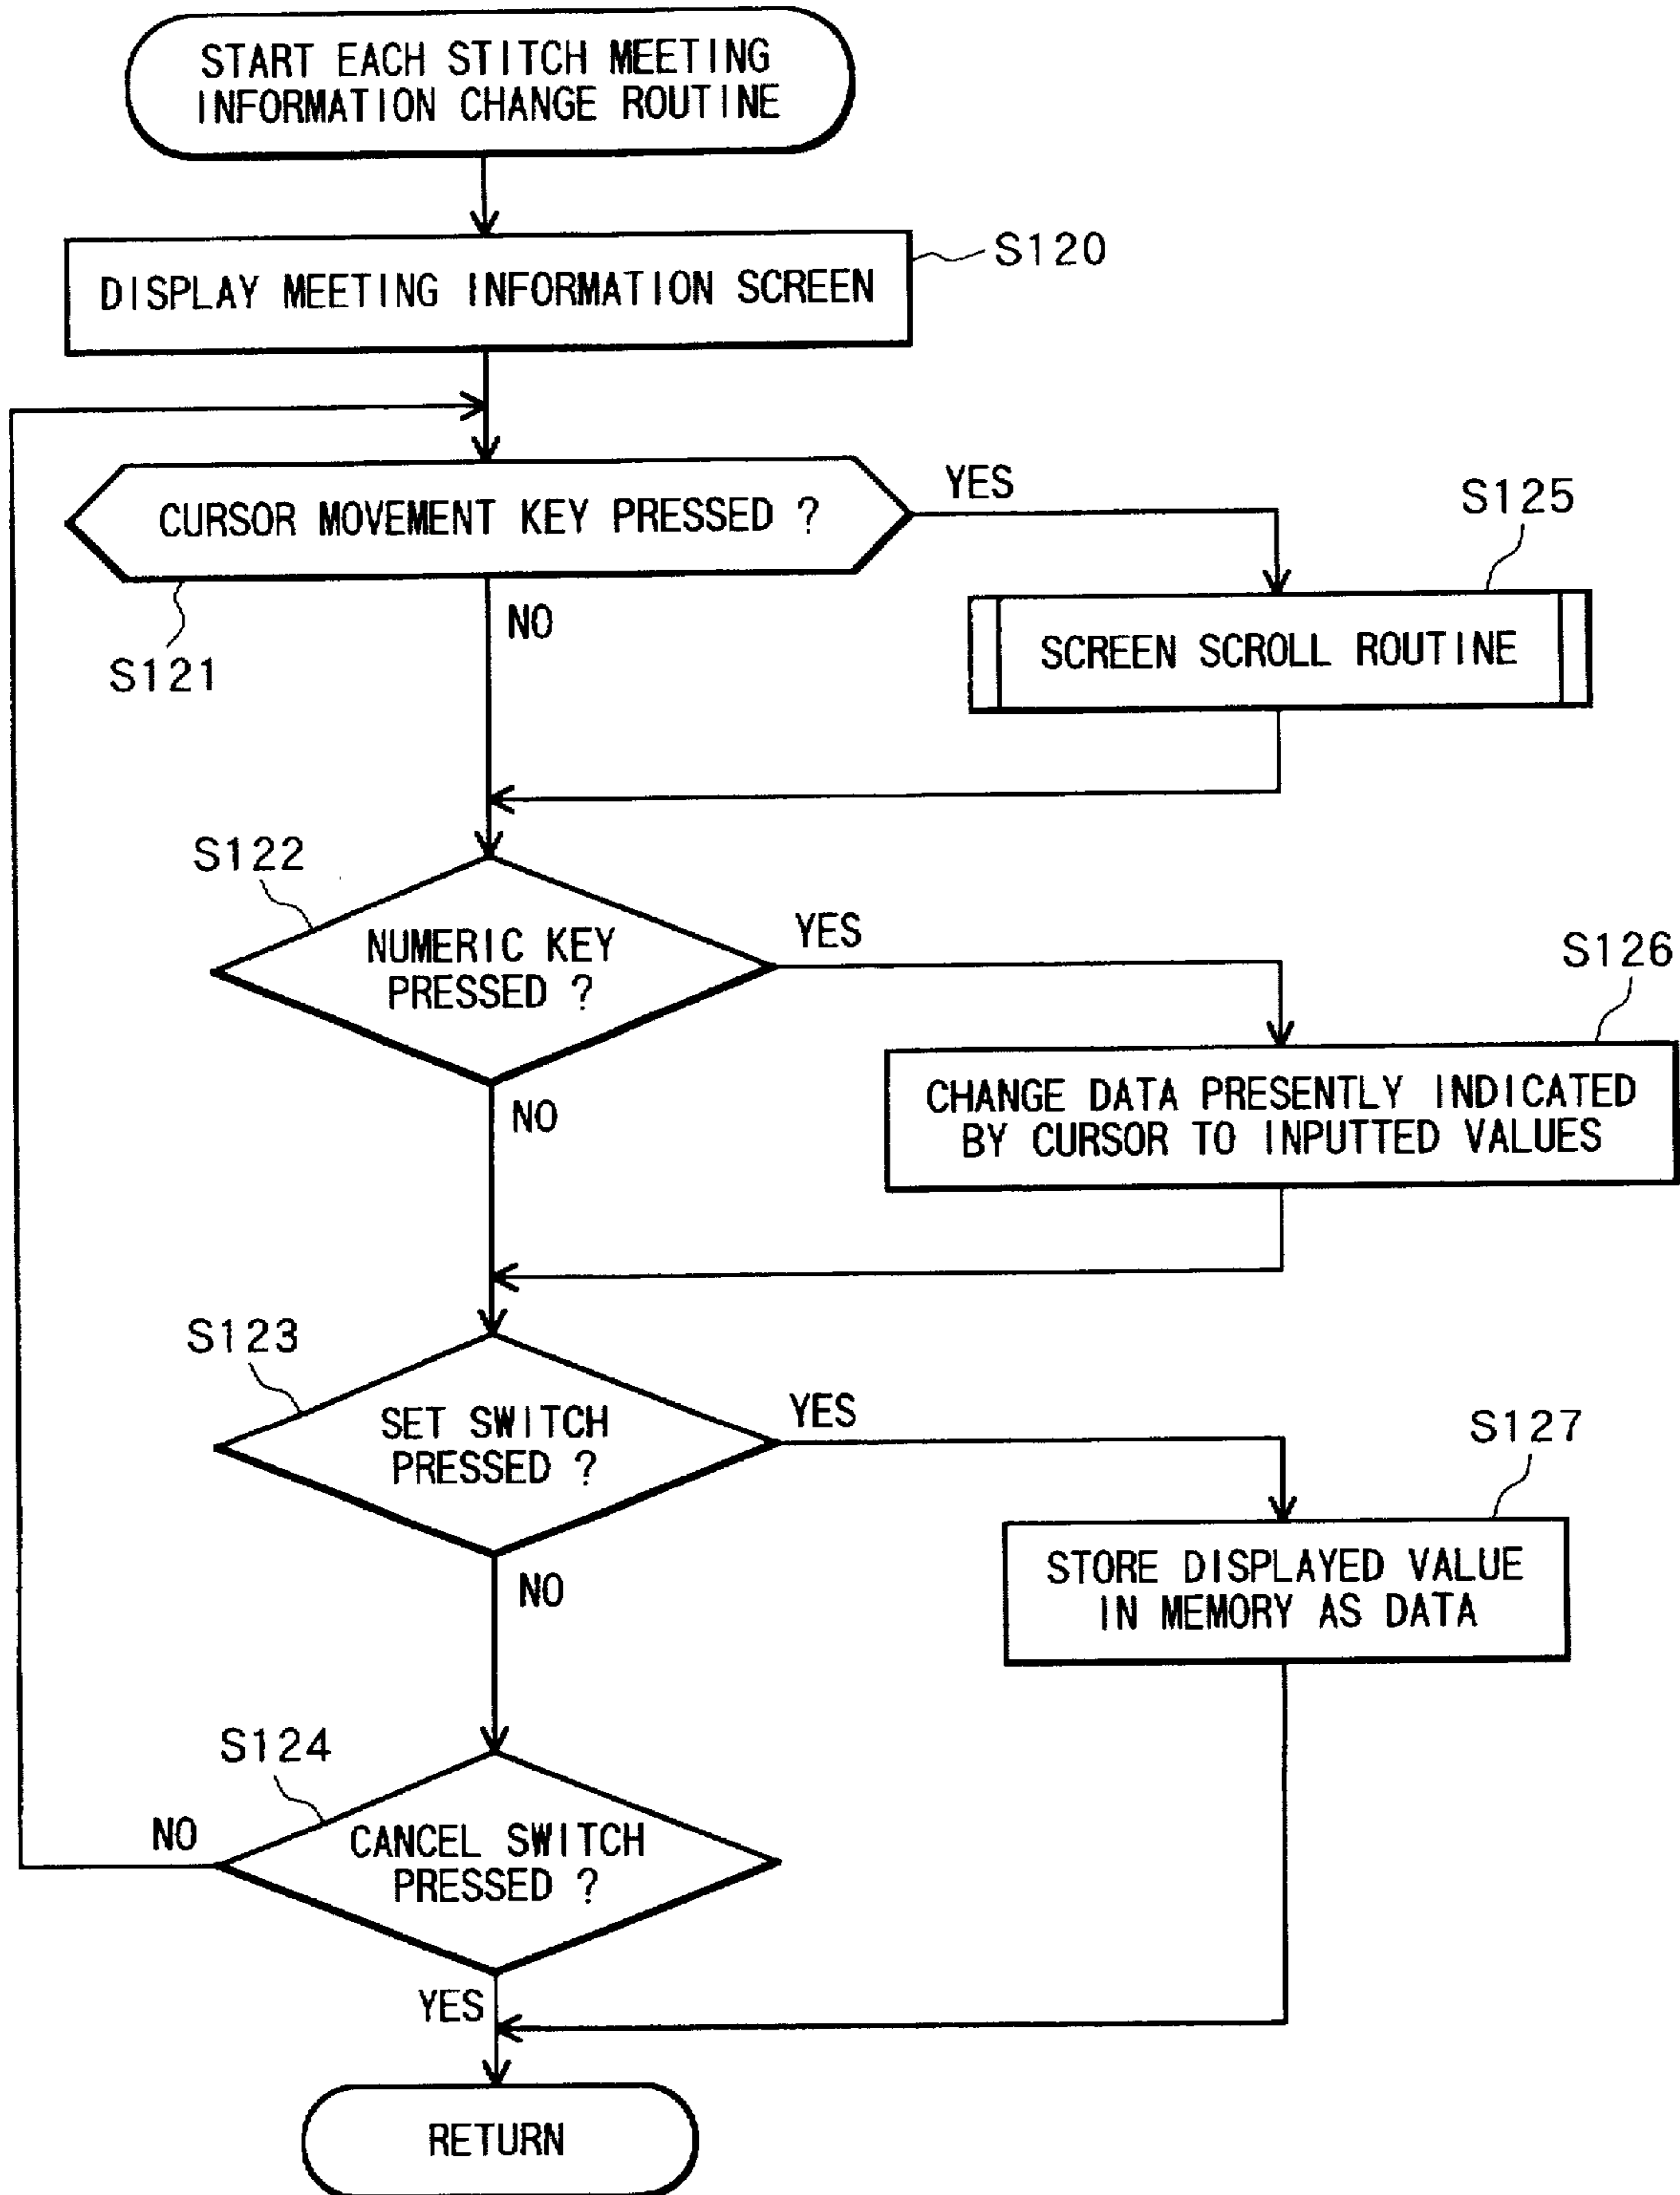 START EACH STITCH MEETING
INFORMATION CHANGE ROUTINE
DISPLAY MEETING INFORMATION SCREEN
S120
CURSOR MOVEMENT KEY PRESSED ?
YES
S121
NO
S125
SCREEN SCROLL ROUTINE
S122
NUMERIC KEY
PRESSED ?
YES
NO
S126
CHANGE DATA PRESENTLY INDICATED
BY CURSOR TO INPUTTED VALUES
S123
SET SWITCH
PRESSED ?
YES
NO
S127
STORE DISPLAYED VALUE
IN MEMORY AS DATA
S124
CANCEL SWITCH
PRESSED ?
NO
YES
RETURN